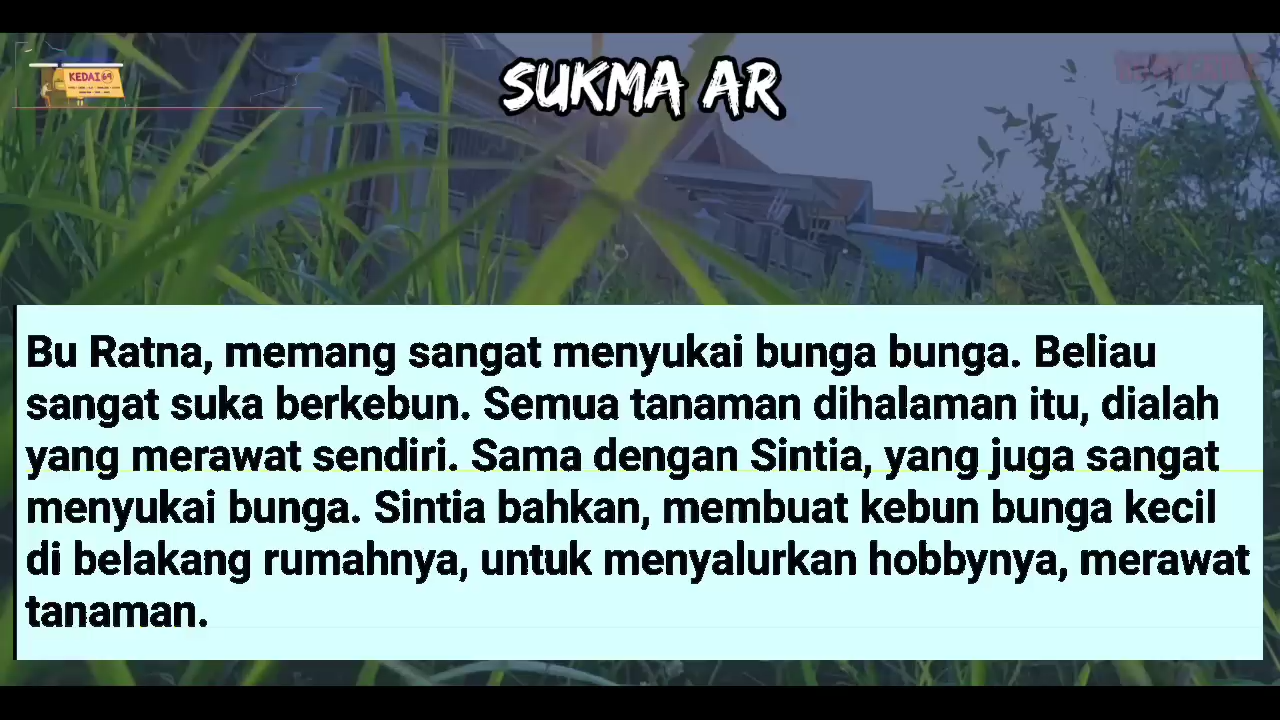 KEDAI 69
SUKMA AR
Bu Ratna, memang sangat menyukai bunga bunga. Beliau
sangat suka berkebun. Semua tanaman dihalaman itu, dialah
yang merawat sendiri. Sama dengan Sintia, yang juga sangat
menyukai bunga. Sintia bahkan, membuat kebun bunga kecil
di belakang rumahnya, untuk menyalurkan hobbynya, merawat
tanaman.